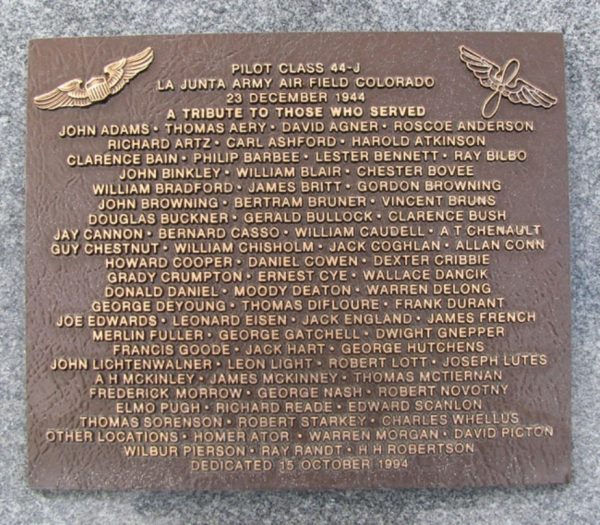 PILOT CLASS 44-J
LA JUNTA ARMY AIR FIELD COLORADO
23 DECEMBER 1944
A TRIBUTE TO THOSE WHO SERVED
JOHN ADAMS • THOMAS AERY • DAVID AGNER • ROSCOE ANDERSON
RICHARD ARTZ • CARL ASHFORD • HAROLD ATKINSON
CLARENCE BAIN • PHILIP BARBEE • LESTER BENNETT • RAY BILBO
JOHN BINKLEY • WILLIAM BLAIR • CHESTER BOVEE
WILLIAM BRADFORD • JAMES BRITT • GORDON BROWNING
JOHN BROWNING • BERTRAM BRUNER • VINCENT BRUNS
DOUGLAS BUCKNER • GERALD BULLOCK • CLARENCE BUSH
JAY CANNON • BERNARD CASSO • WILLIAM CAUDELL • A T CHENAULT
GUY CHESTNUT • WILLIAM CHISHOLM • JACK COGHLAN • ALLAN CONN
HOWARD COOPER • DANIEL COWEN • DEXTER CRIBBIE
GRADY CRUMPTON • ERNEST CYE • WALLACE DANCIK
DONALD DANIEL • MOODY DEATON • WARREN DELONG
GEORGE DEYOUNG • THOMAS DIFLOURE • FRANK DURANT
JOE EDWARDS • LEONARD EISEN • JACK ENGLAND • JAMES FRENCH
MERLIN FULLER • GEORGE GATCHELL • DWIGHT GNEPPER
FRANCIS GOODE • JACK HART • GEORGE HUTCHENS
JOHN LICHTENWALNER • LEON LIGHT • ROBERT LOTT • JOSEPH LUTES
A H MCKINLEY • JAMES MCKINNEY • THOMAS MCTIERNAN
FREDERICK MORROW • GEORGE NASH • ROBERT NOVOTNY
ELMO PUGH • RICHARD READE • EDWARD SCANLON
THOMAS SORENSON • ROBERT STARKEY • CHARLES WHELLUS
OTHER LOCATIONS • HOMER ATOR • WARREN MORGAN • DAVID PICTON
WILBUR PIERSON • RAY RANDT • H H ROBERTSON
DEDICATED 15 OCTOBER 1994